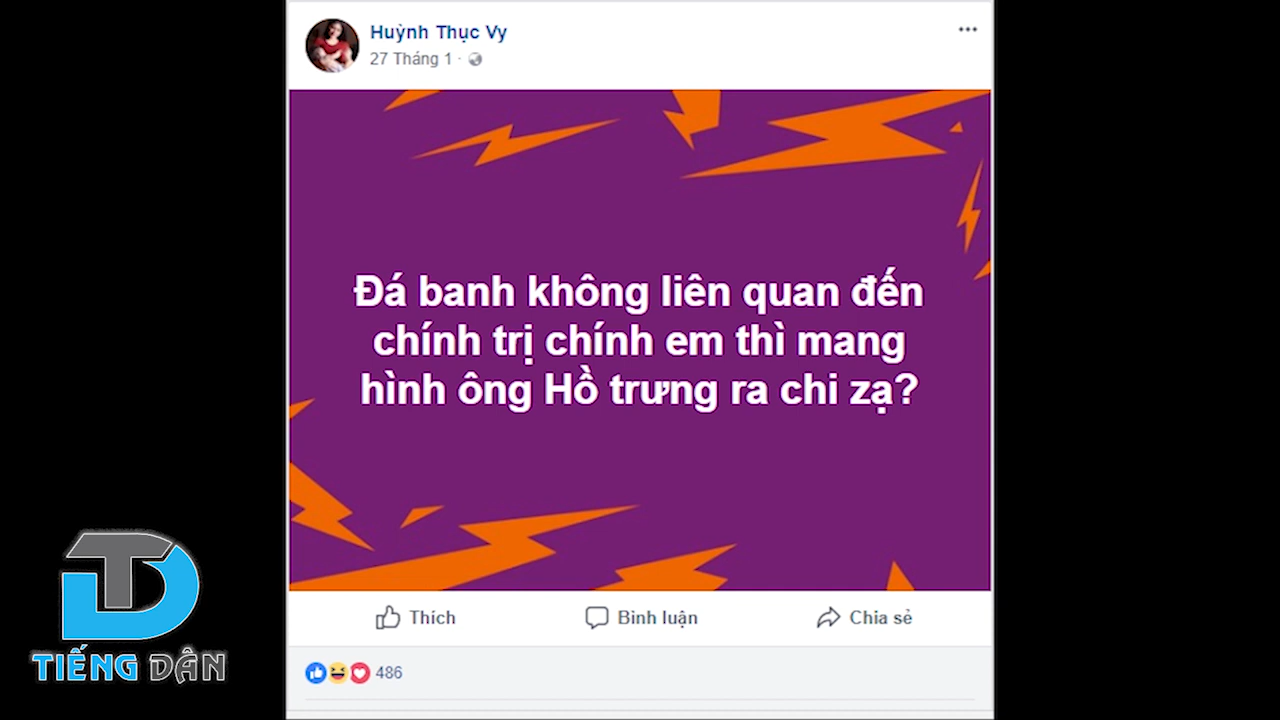 Huỳnh Thục Vy
27 Tháng 1 ·
Đá banh không liên quan đến
chính trị chính em thì mang
hình ông Hồ trưng ra chi zạ?
Thích
Bình luận
Chia sẻ
486
TD
TIẾNG DÂN